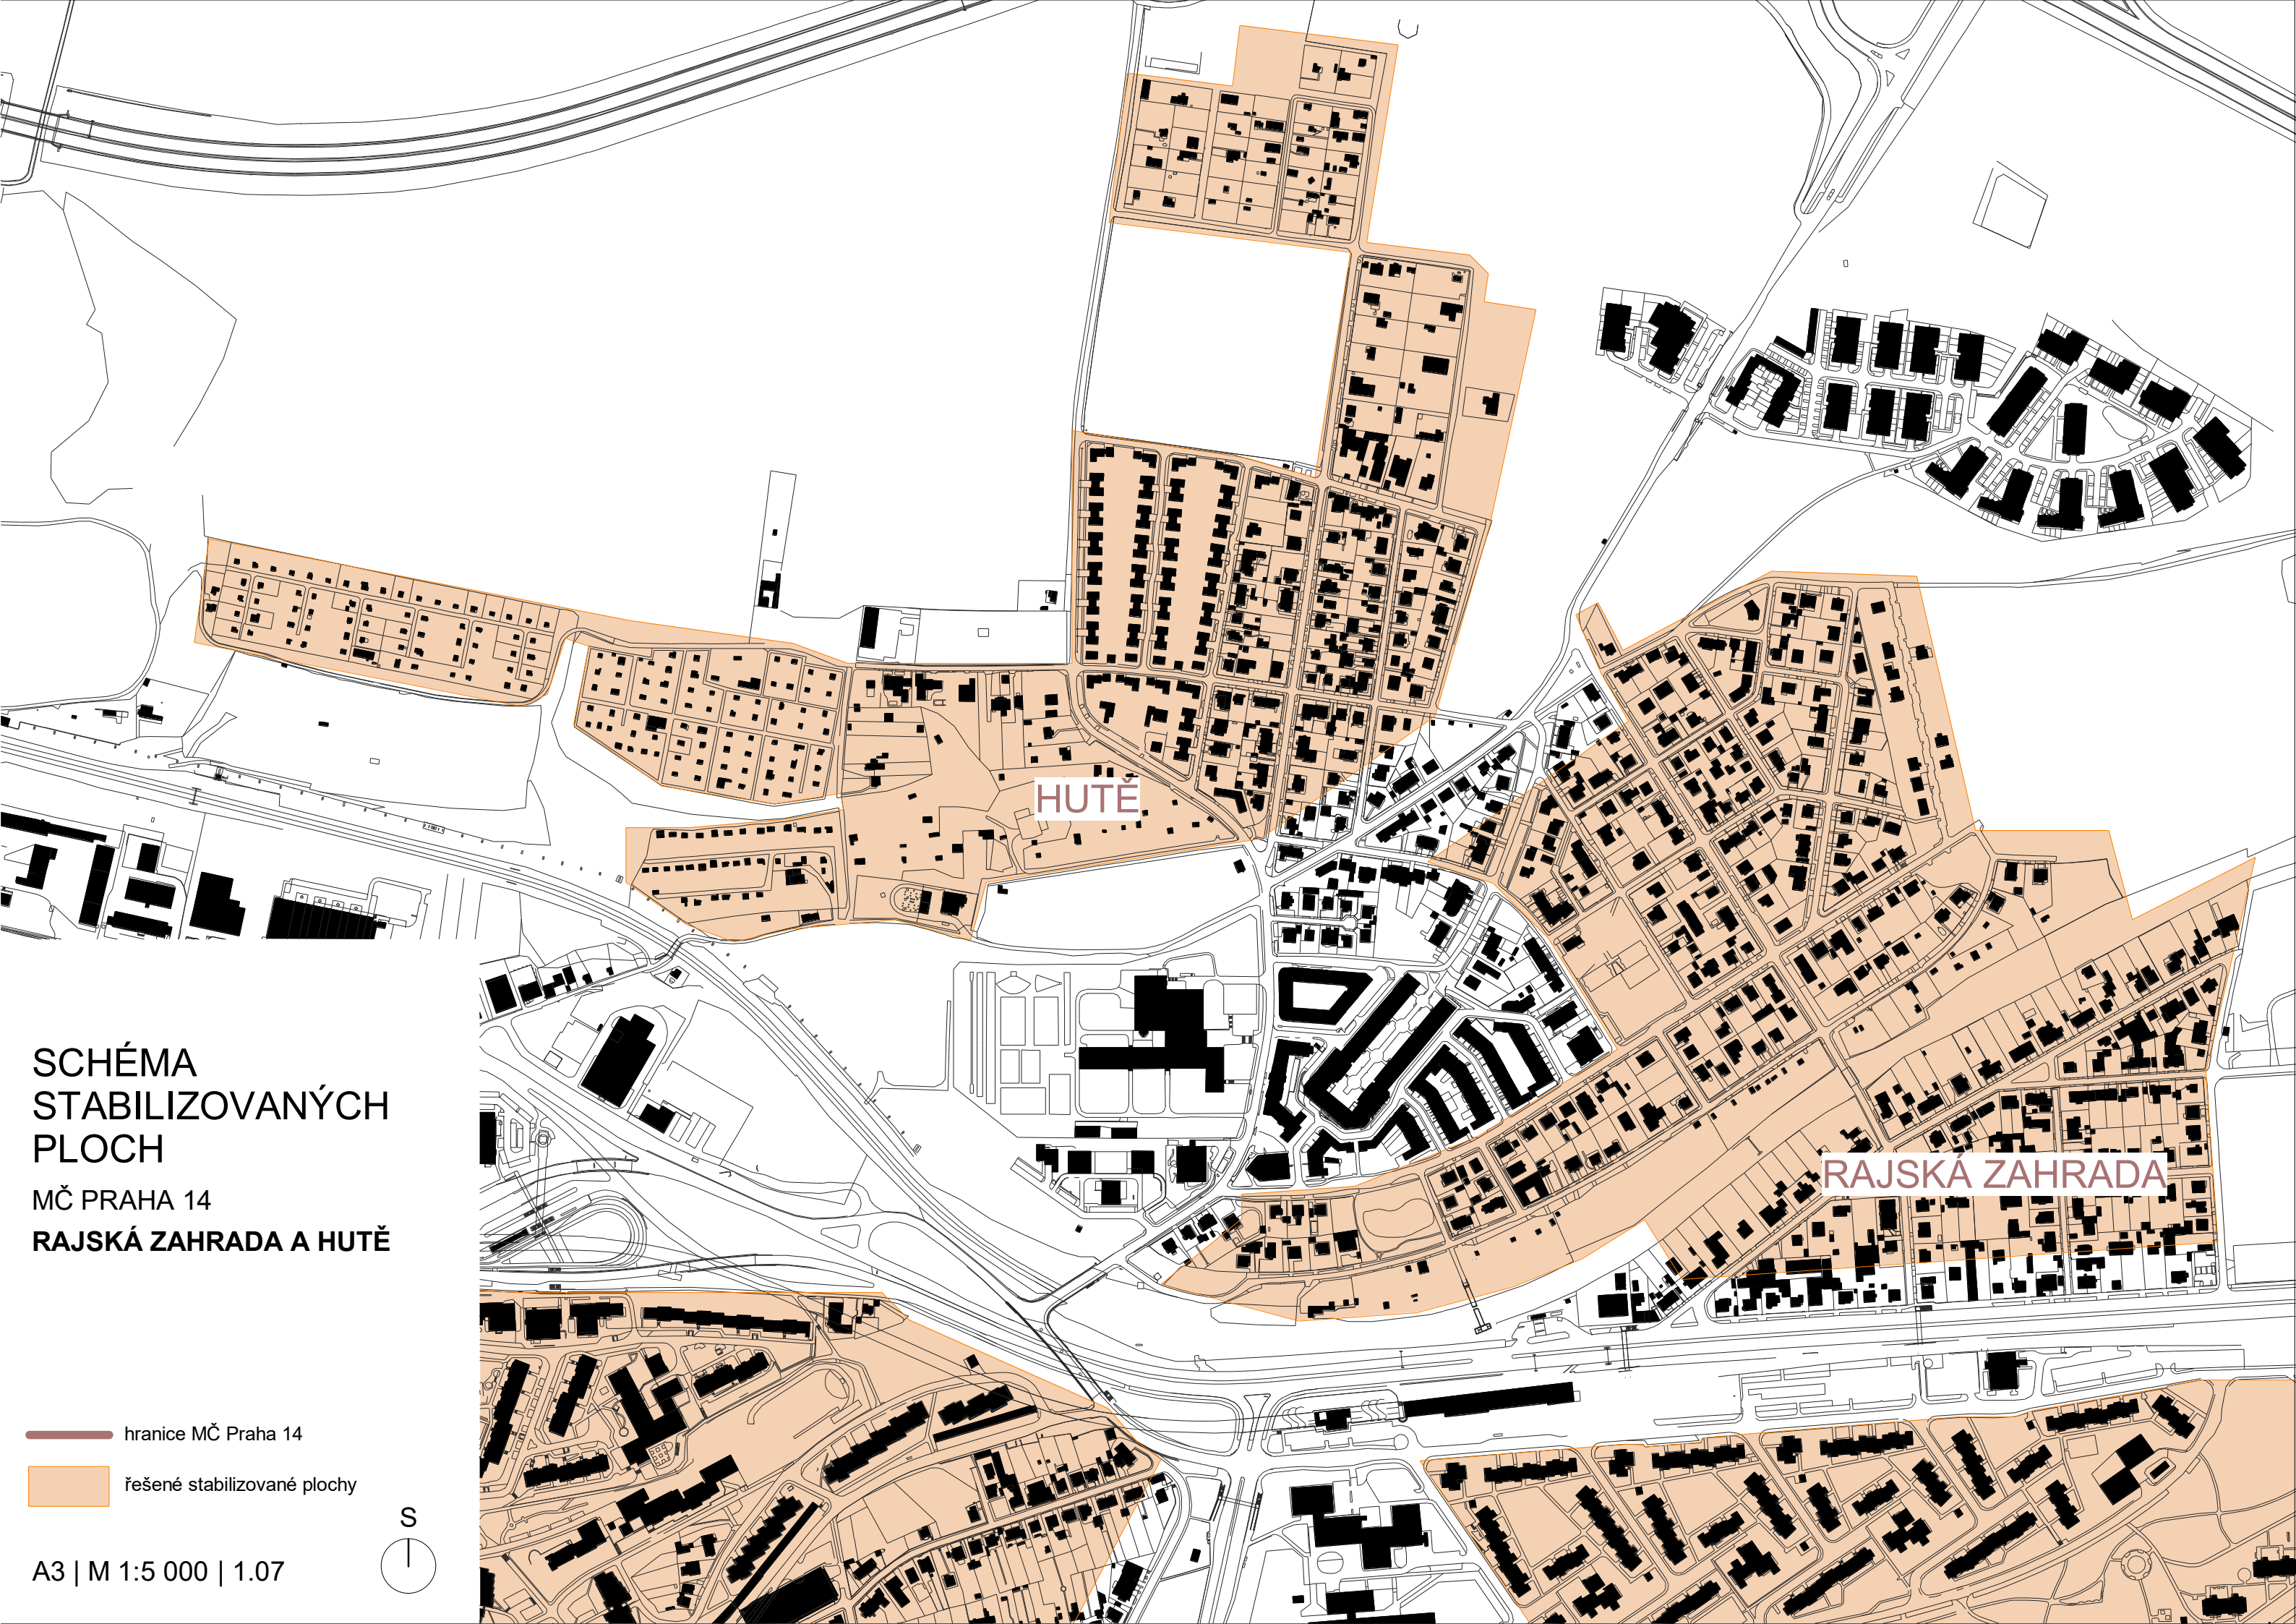 HUTĚ
RAJSKÁ ZAHRADA
SCHÉMA
STABILIZOVANÝCH
PLOCH
MČ PRAHA 14
RAJSKÁ ZAHRADA A HUTĚ
hranice MČ Praha 14
řešené stabilizované plochy
S
A3 | M 1:5 000 | 1.07